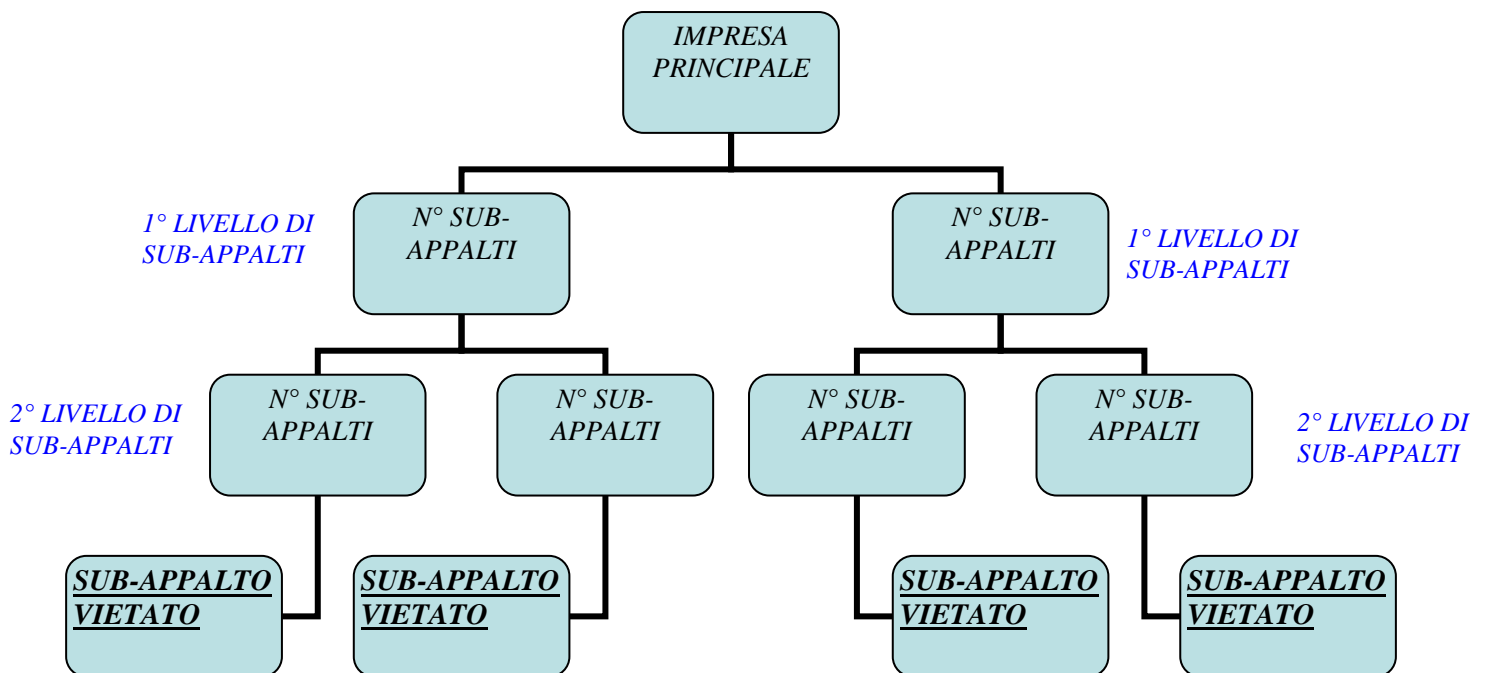 IMPRESA
PRINCIPALE
1° LIVELLO DI
SUB-APPALTI
N° SUB-
APPALTI
N° SUB-
APPALTI
1° LIVELLO DI
SUB-APPALTI
2° LIVELLO DI
SUB-APPALTI
N° SUB-
APPALTI
N° SUB-
APPALTI
N° SUB-
APPALTI
N° SUB-
APPALTI
2° LIVELLO DI
SUB-APPALTI
SUB-APPALTO
VIETATO
SUB-APPALTO
VIETATO
SUB-APPALTO
VIETATO
SUB-APPALTO
VIETATO